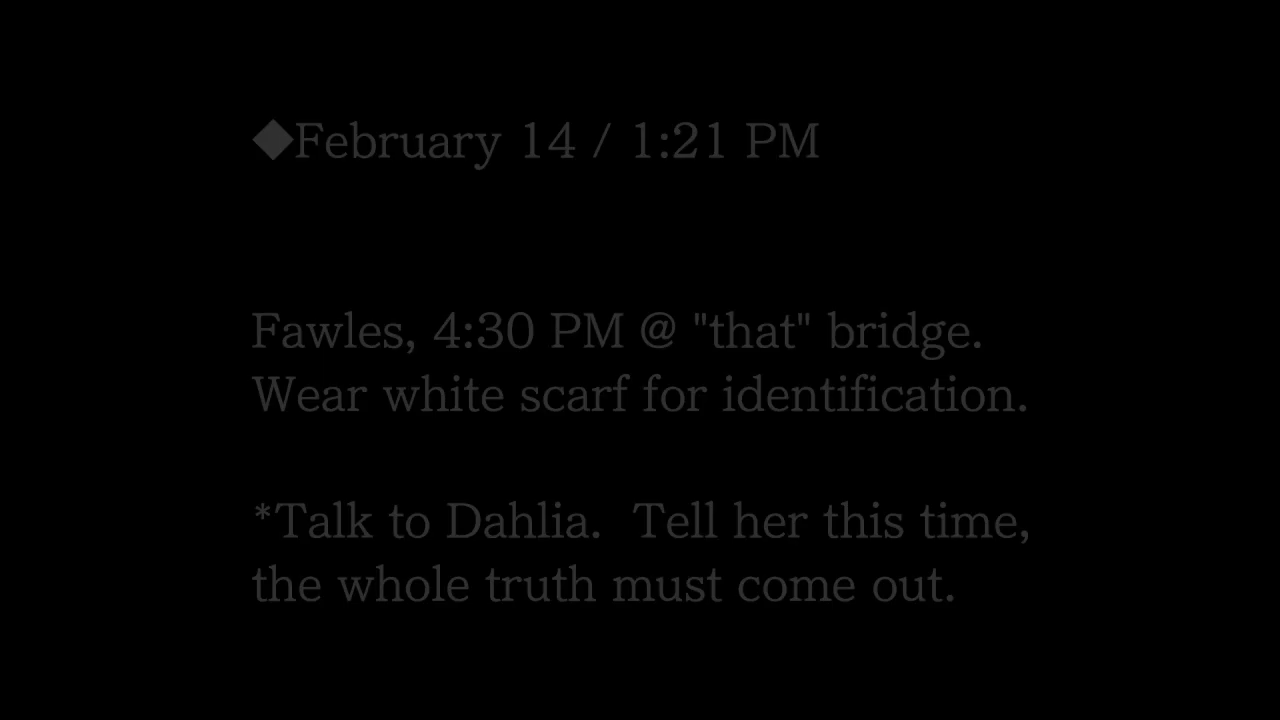 ◆February 14 / 1:21 PM
Fawles, 4:30 PM @ "that" bridge.
Wear white scarf for identification.
*Talk to Dahlia.  Tell her this time,
the whole truth must come out.